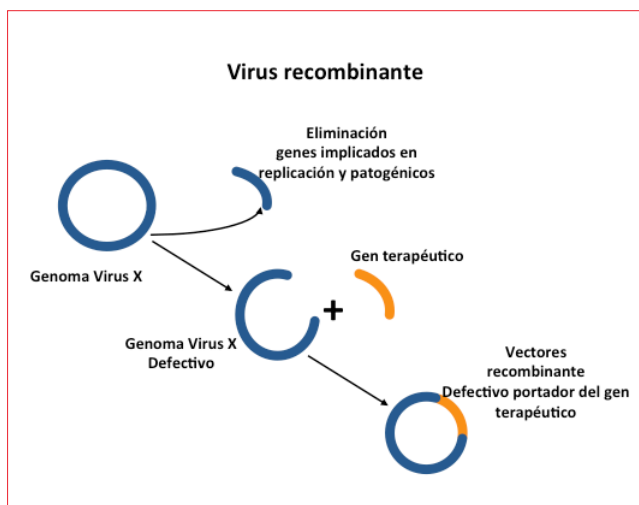 Virus recombinante
Eliminación
genes implicados en
replicación y patogénicos
Genoma Virus X
Gen terapéutico
+
Genoma Virus X
Defectivo
Vectores
recombinante
Defectivo portador del gen
terapéutico